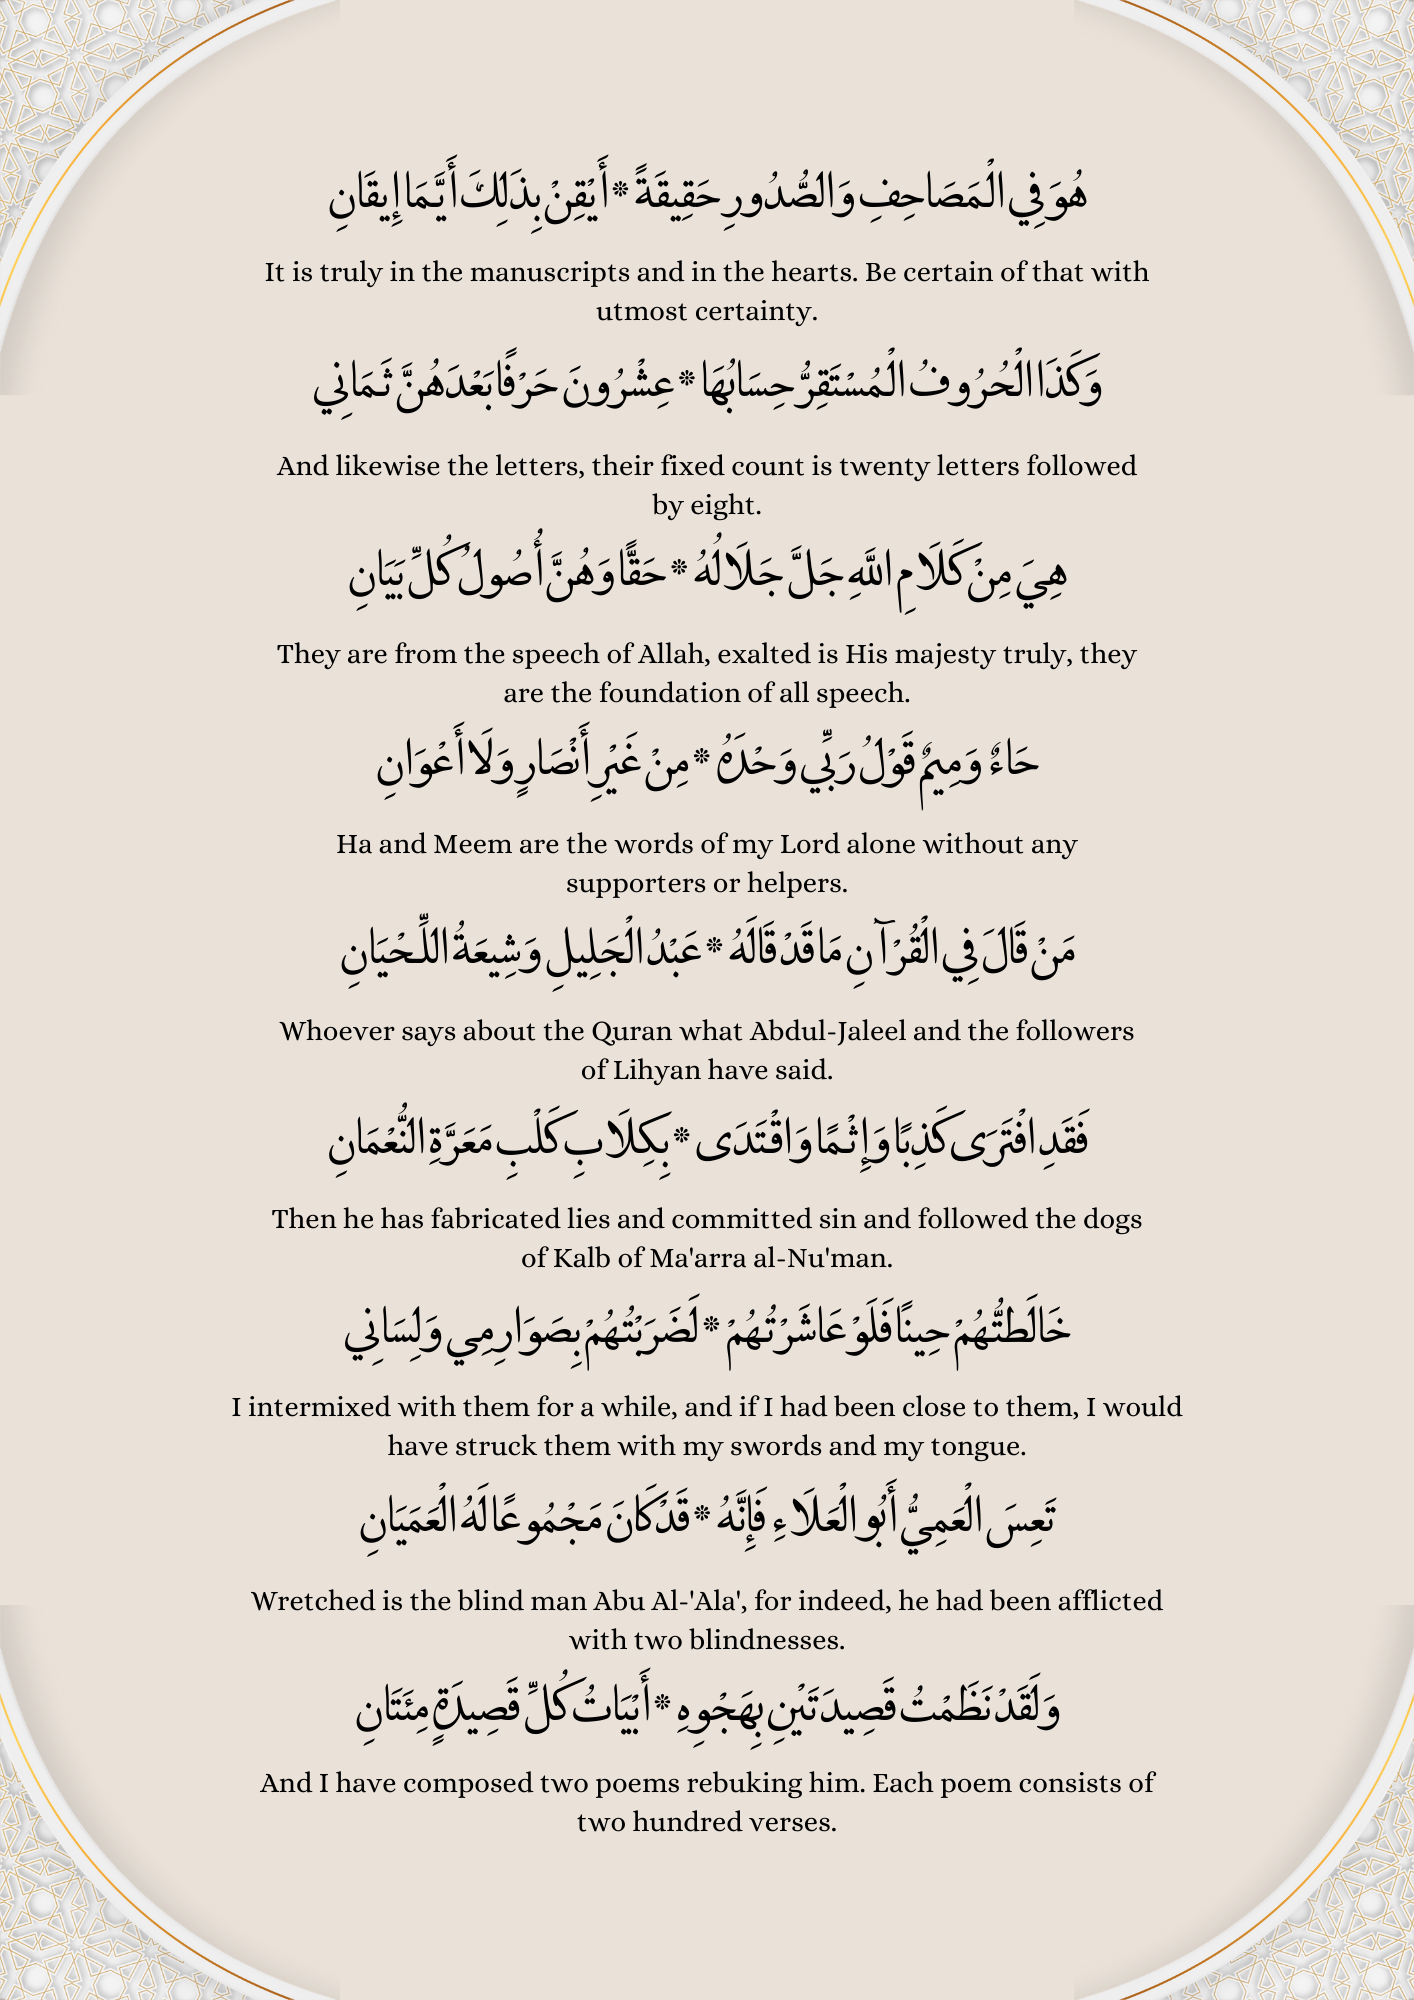 هُوَ فِي الْمَصَاحِفِ وَالصُّدُورِ حَقِيقَةً * أَيْقِنْ بِذَلِكَ أَيَّمَا إِيقَانِ
It is truly in the manuscripts and in the hearts. Be certain of that with
utmost certainty.
وَكَذَا الْحُرُوفُ الْمُسْتَقِرُّ حِسَابُهَا * عِشْرُونَ حَرْفًا بَعْدَهُنَّ ثَمَانِي
And likewise the letters, their fixed count is twenty letters followed
by eight.
هِيَ مِنْ كَلَامِ اللَّهِ جَلَّ جَلَالُهُ * حَقًّا وَهُنَّ أُصُولُ كُلِّ بَيَانِ
They are from the speech of Allah, exalted is His majesty truly, they
are the foundation of all speech.
حَاءٌ وَمِيمٌ قَوْلُ رَبِّي وَحْدَهُ * مِنْ غَيْرِ أَنْصَارٍ وَلَا أَعْوَانِ
Ha and Meem are the words of my Lord alone without any
supporters or helpers.
مَنْ قَالَ فِي الْقُرْآنِ مَا قَدْ قَالَهُ * عَبْدُ الْجَلِيلِ وَشِيعَةُ اللِّحْيَانِ
Whoever says about the Quran what Abdul-Jaleel and the followers
of Lihyan have said.
فَقَدِ افْتَرَى كَذِبًا وَإِثْمًا وَاقْتَدَى * بِكِلَابِ كَلْبِ مَعَرَّةِ النُّعْمَانِ
Then he has fabricated lies and committed sin and followed the dogs
of Kalb of Ma'arra al-Nu'man.
خَالَطتُّهُمْ حِينًا فَلَوْ عَاشَرْتُهُمْ * لَضَرَبْتُهُمْ بِصَوَارِمِي وَلِسَانِي
I intermixed with them for a while, and if I had been close to them, I would
have struck them with my swords and my tongue.
تَعِسَ الْعَمِيُّ أَبُو الْعَلَاءِ فَإِنَّهُ * قَدْ كَانَ مَجْمُوعًا لَهُ الْعَمَيَانِ
Wretched is the blind man Abu Al-'Ala', for indeed, he had been afflicted
with two blindnesses.
وَلَقَدْ نَظَمْتُ قَصِيدَتَيْنِ بِهَجْوِهِ * أَبْيَاتُ كُلِّ قَصِيدَةٍ مِئَتَانِ
And I have composed two poems rebuking him. Each poem consists of
two hundred verses.